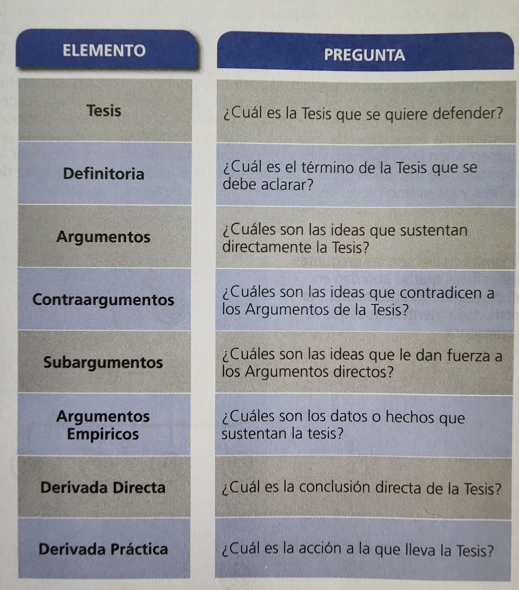 ELEMENTO
PREGUNTA
Tesis
¿Cuál es la Tesis que se quiere defender?
Definitoria
¿Cuál es el término de la Tesis que se
debe aclarar?
Argumentos
¿Cuáles son las ideas que sustentan
directamente la Tesis?
Contraargumentos
¿Cuáles son las ideas que contradicen a
los Argumentos de la Tesis?
Subargumentos
¿Cuáles son las ideas que le dan fuerza a
los Argumentos directos?
Argumentos
Empiricos
¿Cuáles son los datos o hechos que
sustentan la tesis?
Derivada Directa
¿Cuál es la conclusión directa de la Tesis?
Derivada Práctica
¿Cuál es la acción a la que lleva la Tesis?